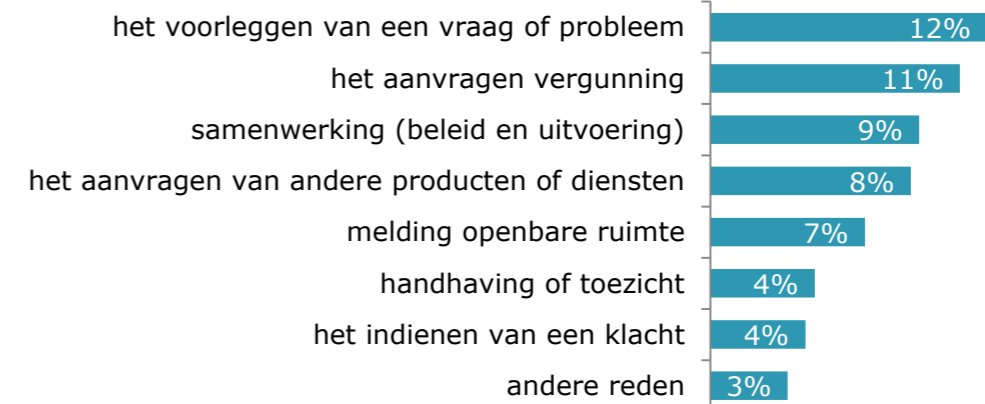 het voorleggen van een vraag of probleem 12%
het aanvragen vergunning 11%
samenwerking (beleid en uitvoering) 9%
het aanvragen van andere producten of diensten 8%
melding openbare ruimte 7%
handhaving of toezicht 4%
het indienen van een klacht 4%
andere reden 3%